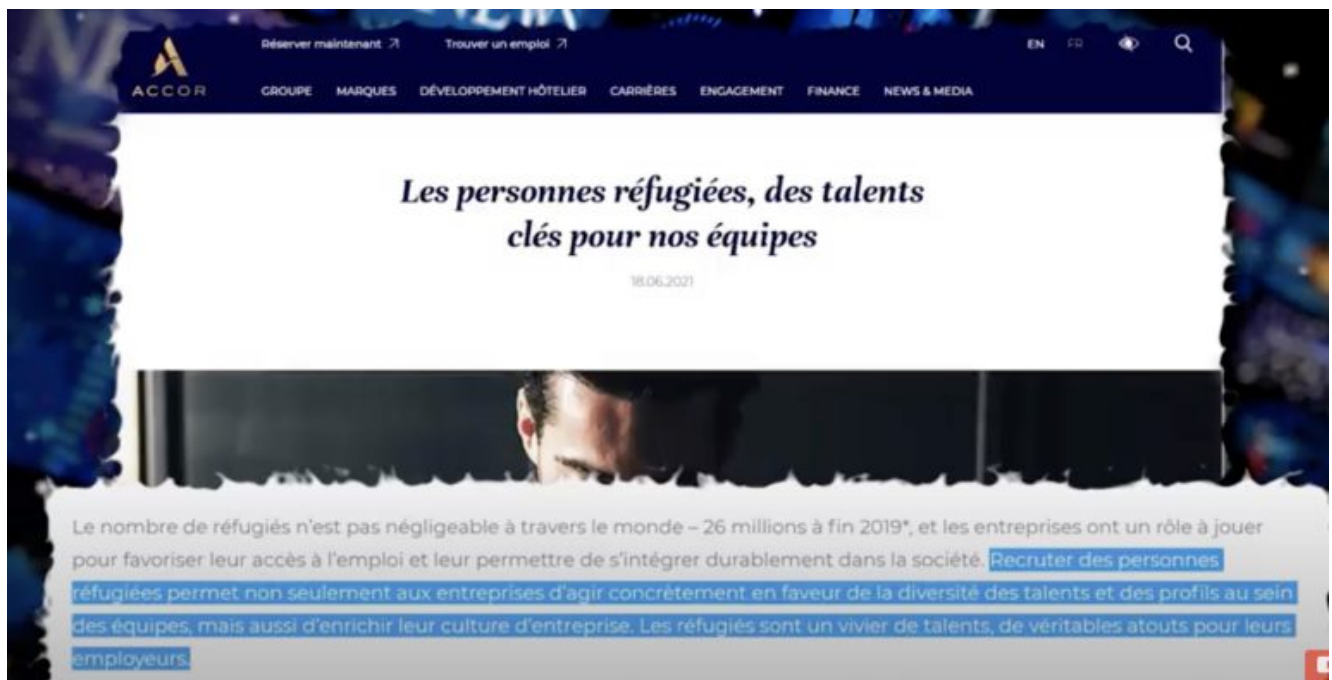 Réserver maintenant
Trouver un emploi
EN FR
ACCOR
GROUPE MARQUES DÉVELOPPEMENT HÔTELIER CARRIÈRES ENGAGEMENT FINANCE NEWS & MEDIA
Les personnes réfugiées, des talents
clés pour nos équipes
18.06.2021
Le nombre de réfugiés n'est pas négligeable à travers le monde – 26 millions à fin 2019*, et les entreprises ont un rôle à jouer
pour favoriser leur accès à l'emploi et leur permettre de s'intégrer durablement dans la société. Recruter des personnes
réfugiées permet non seulement aux entreprises d'agir concrètement en faveur de la diversité des talents et des profils au sein
des équipes, mais aussi d'enrichir leur culture d'entreprise. Les réfugiés sont un vivier de talents, de véritables atouts pour leurs
employeurs.